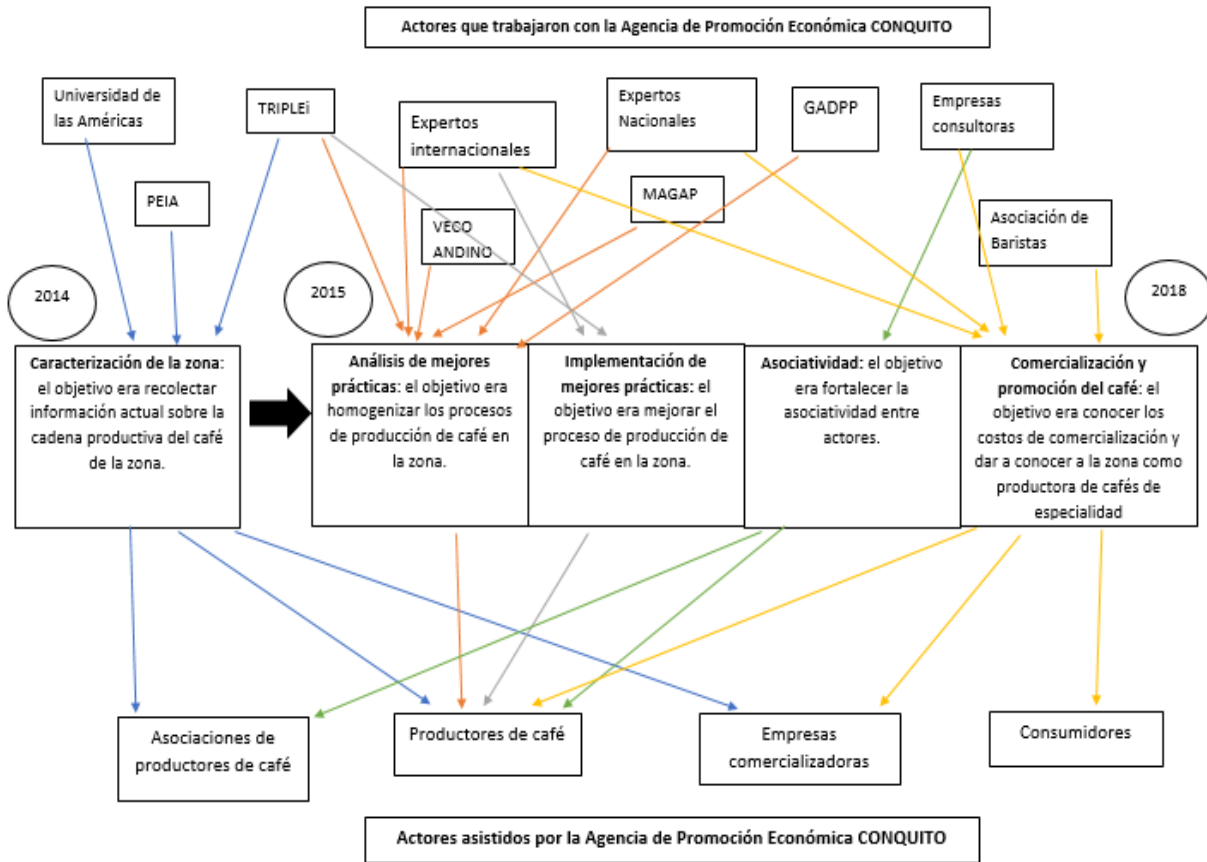 Actores que trabajaron con la Agencia de Promoción Económica CONQUITO
Universidad de
las Américas
TRIPLEi
Expertos
internacionales
Expertos
Nacionales
GADPP
Empresas
consultoras
PEIA
VECO
ANDINO
MAGAP
Asociación de
Baristas
2014
2015
2018
Caracterización de la zona:
el objetivo era recolectar
información actual sobre la
cadena productiva del café
de la zona.
Análisis de mejores
prácticas: el objetivo era
homogenizar los procesos
de producción de café en
la zona.
Implementación de
mejores prácticas: el
objetivo era mejorar el
proceso de producción de
café en la zona.
Asociatividad: el objetivo
era fortalecer la
asociatividad entre
actores.
Comercialización y
promoción del café: el
objetivo era conocer los
costos de comercialización y
dar a conocer a la zona como
productora de cafés de
especialidad
Asociaciones de
productores de café
Productores de café
Empresas
comercializadoras
Consumidores
Actores asistidos por la Agencia de Promoción Económica CONQUITO